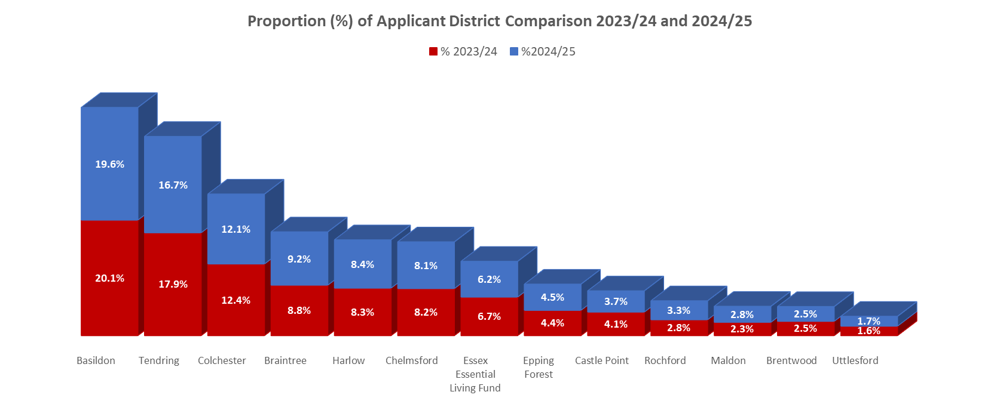 Proportion (%) of Applicant District Comparison 2023/24 and 2024/25
% 2023/24 %2024/25
19.6%
16.7%
12.1%
9.2%
8.4%
8.1%
6.2%
4.5%
3.7%
3.3%
2.8%
2.5%
1.7%
20.1%
17.9%
12.4%
8.8%
8.3%
8.2%
6.7%
4.4%
4.1%
2.8%
2.3%
2.5%
1.6%
Basildon
Tendring
Colchester
Braintree
Harlow
Chelmsford
Essex
Essential
Living Fund
Epping
Forest
Castle Point
Rochford
Maldon
Brentwood
Uttlesford